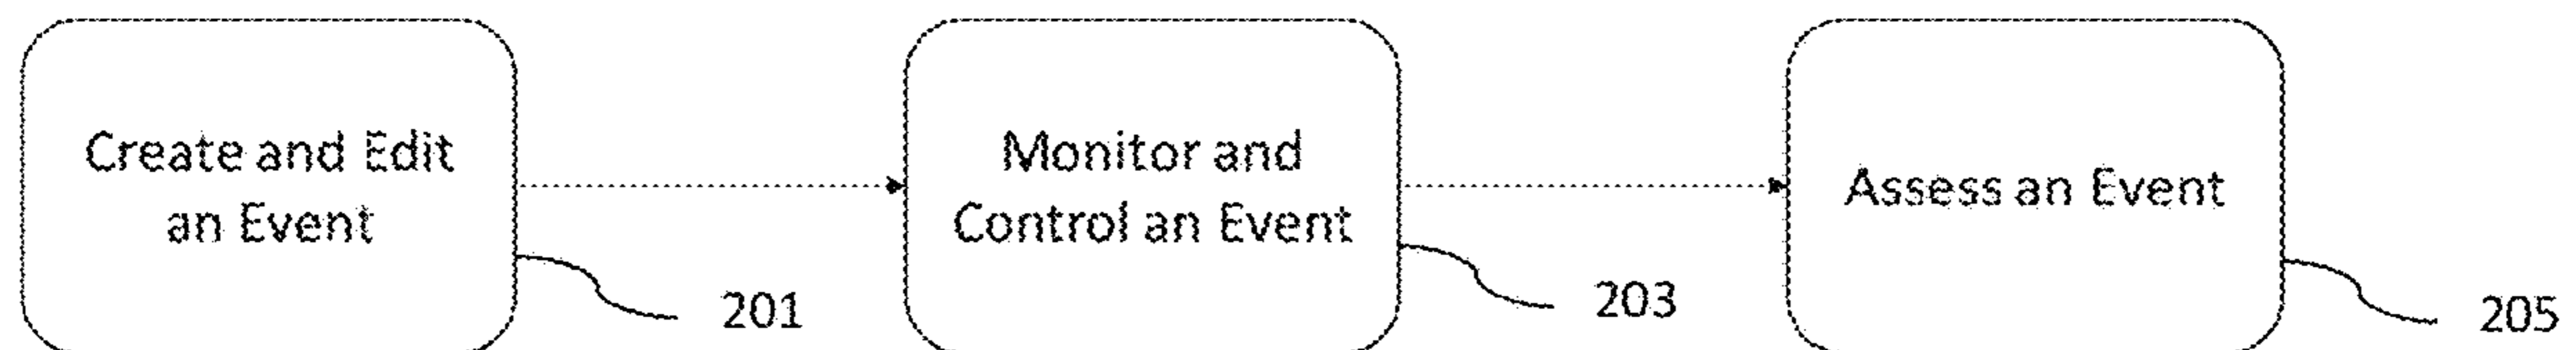 Create and Edit
an Event
201
Monitor and
Control an Event
203
Assess an Event
205